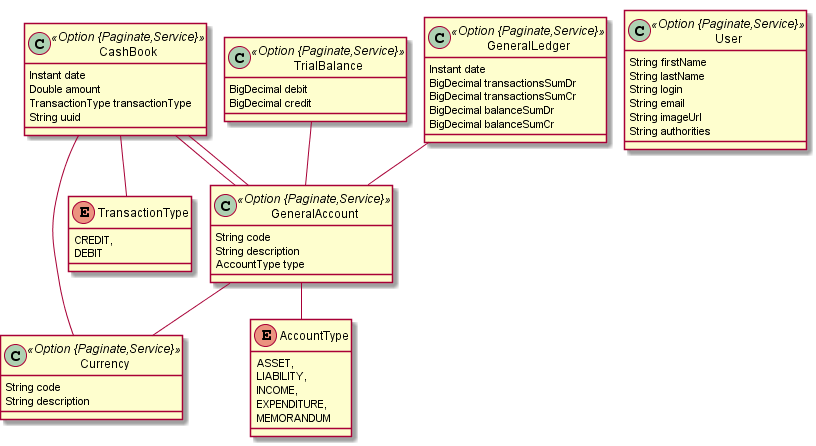 C
«Option {Paginate,Service}»
CashBook
Instant date
Double amount
TransactionType transactionType
String uuid
C
«Option {Paginate,Service}»
TrialBalance
BigDecimal debit
BigDecimal credit
C
«Option {Paginate,Service}»
GeneralLedger
Instant date
BigDecimal transactionsSumDr
BigDecimal transactionsSumCr
BigDecimal balanceSumDr
BigDecimal balanceSumCr
C
«Option {Paginate,Service}»
User
String firstName
String lastName
String login
String email
String imageUrl
String authorities
E TransactionType
CREDIT,
DEBIT
C
«Option {Paginate,Service}»
GeneralAccount
String code
String description
AccountType type
C
«Option {Paginate,Service}»
Currency
String code
String description
E AccountType
ASSET,
LIABILITY,
INCOME,
EXPENDITURE,
MEMORANDUM